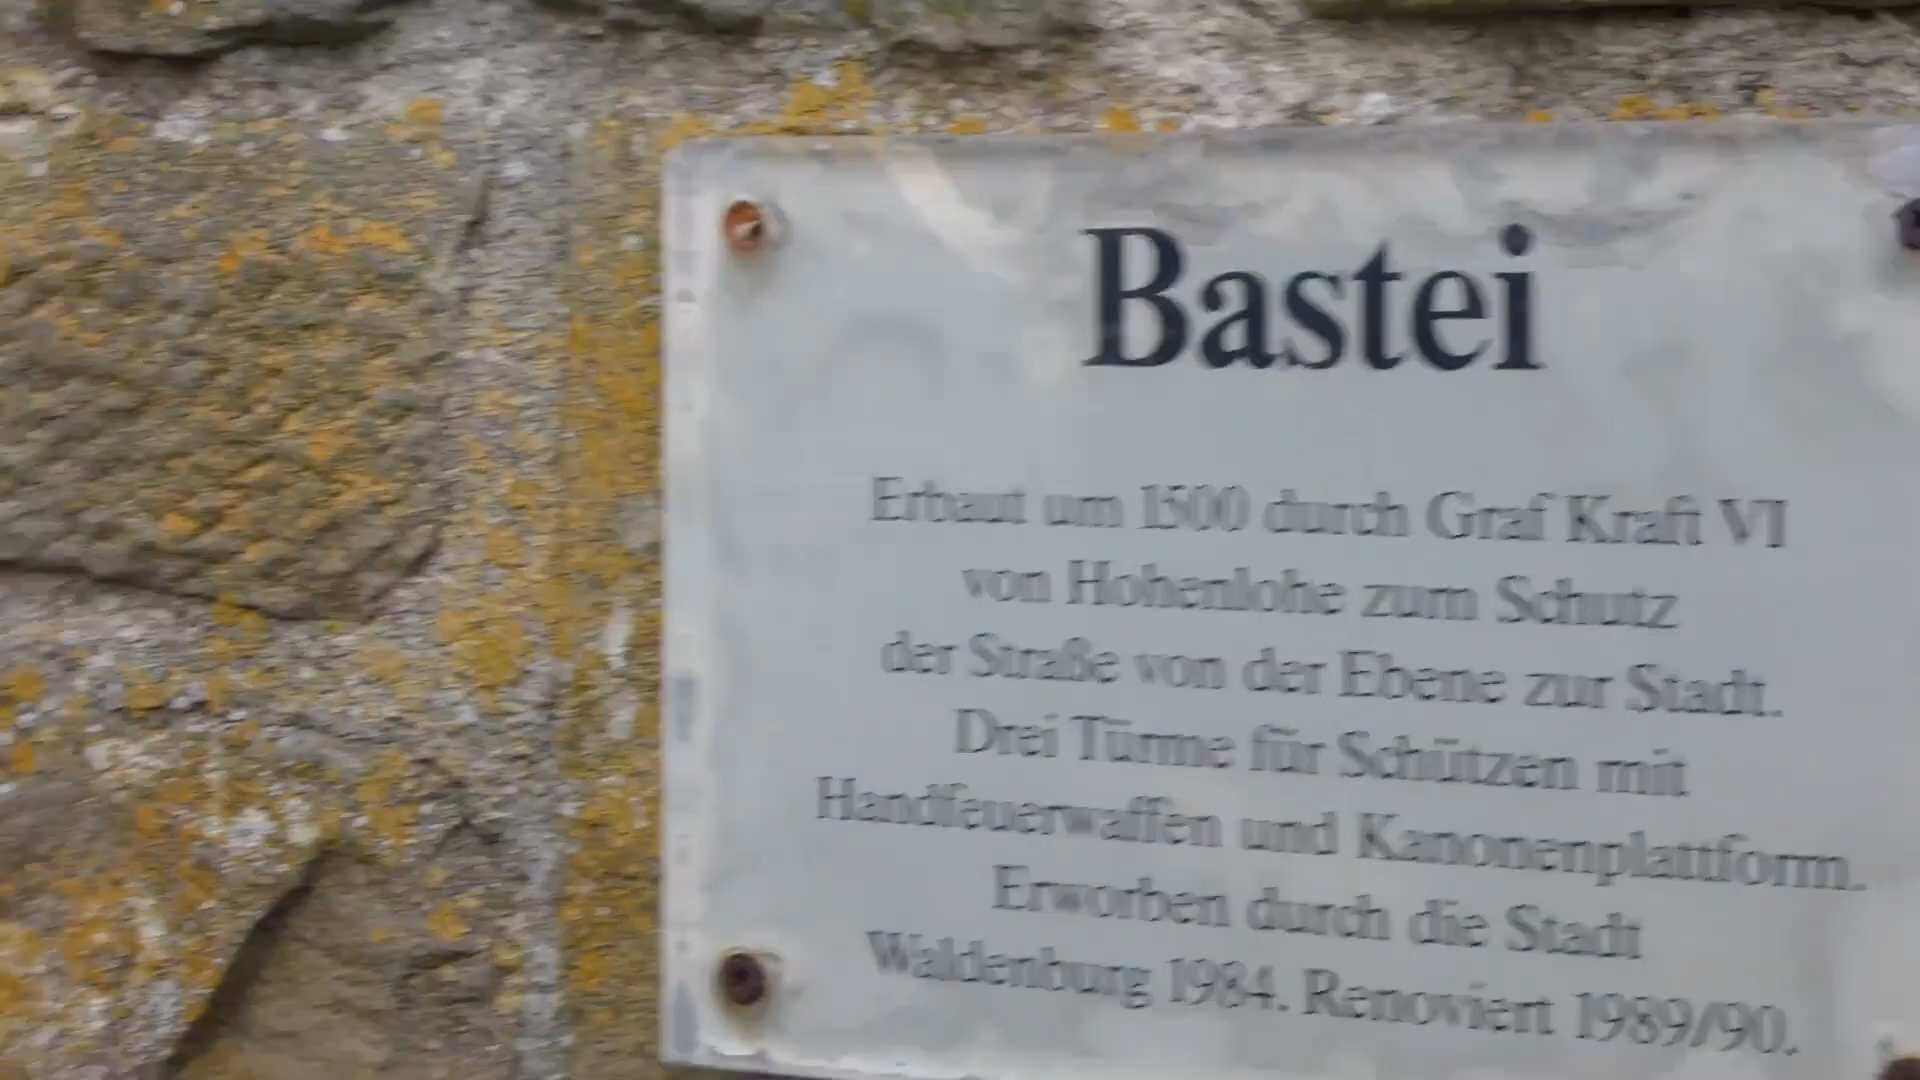 Bastei
Erbaut um 1500 durch Graf Kraft VI
von Hohenlohe zum Schutz
der Straße von der Ebene zur Stadt.
Drei Türme für Schützen mit
Handfeuerwaffen und Kanonenplattform.
Erworben durch die Stadt
Waldenburg 1984. Renoviert 1989/90.